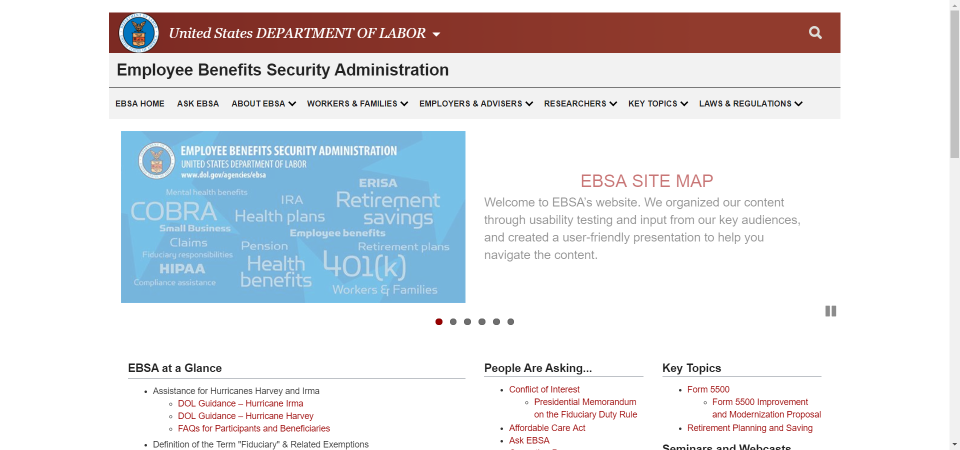 United States DEPARTMENT OF LABOR
Employee Benefits Security Administration
EBSA HOME ASK EBSA ABOUT EBSA WORKERS & FAMILIES EMPLOYERS & ADVISERS RESEARCHERS KEY TOPICS LAWS & REGULATIONS
EMPLOYEE BENEFITS SECURITY ADMINISTRATION
UNITED STATES DEPARTMENT OF LABOR
www.dol.gov/agencies/ebsa
Mental health benefits
ERISA
IRA
Retirement savings
COBRA
Health plans
Small Business
Employee benefits
Claims
Pension
Retirement plans
Fiduciary responsibilities
HIPAA
Health benefits
401(k)
Compliance assistance
Workers & Families
EBSA SITE MAP
Welcome to EBSA's website. We organized our content
through usability testing and input from our key audiences,
and created a user-friendly presentation to help you
navigate the content.
EBSA at a Glance
Assistance for Hurricanes Harvey and Irma
DOL Guidance – Hurricane Irma
DOL Guidance – Hurricane Harvey
FAQs for Participants and Beneficiaries
Definition of the Term "Fiduciary" & Related Exemptions
People Are Asking...
Conflict of Interest
Presidential Memorandum
on the Fiduciary Duty Rule
Affordable Care Act
Ask EBSA
Key Topics
Form 5500
Form 5500 Improvement
and Modernization Proposal
Retirement Planning and Saving
Seminars and Webcasts